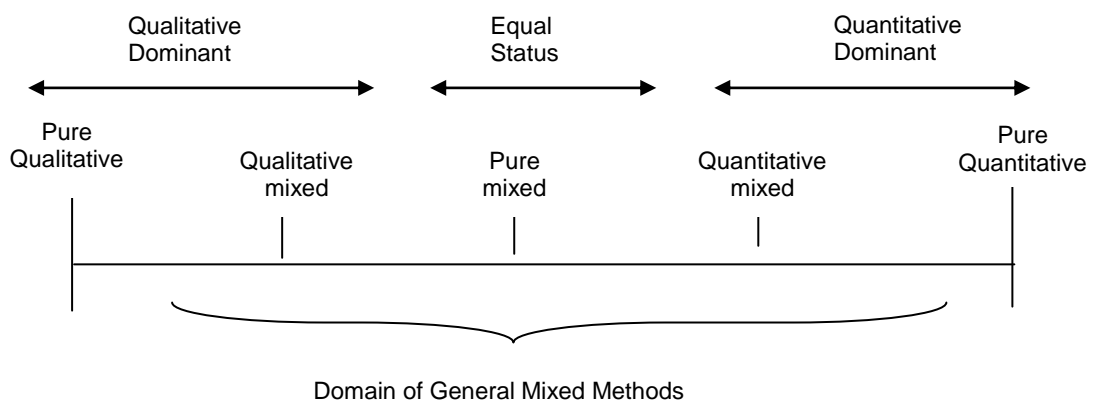 Qualitative
Dominant
Equal
Status
Quantitative
Dominant
Pure
Qualitative
Qualitative
mixed
Pure
mixed
Quantitative
mixed
Pure
Quantitative
Domain of General Mixed Methods